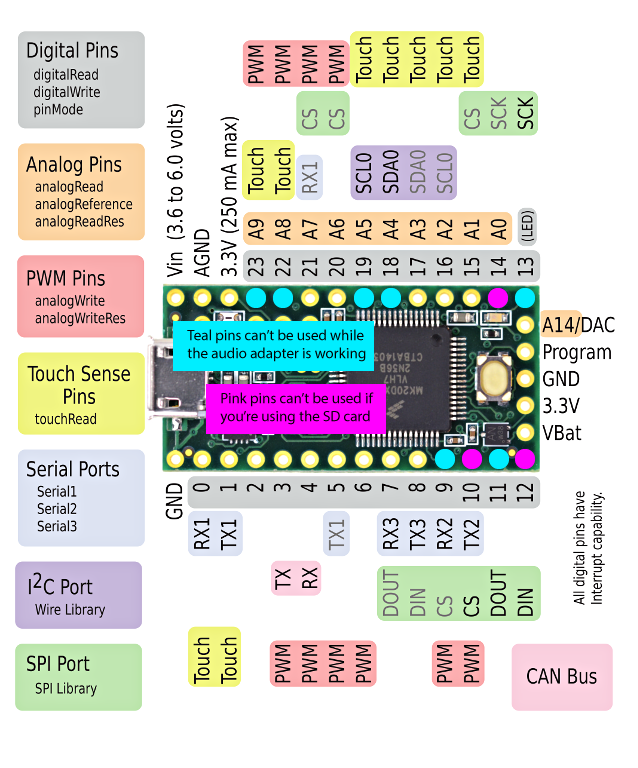 Digital Pins
digitalRead
digitalWrite
pinMode
Analog Pins
analogRead
analogReference
analogReadRes
PWM Pins
analogWrite
analogWriteRes
Touch Sense
Pins
touchRead
Serial Ports
Serial1
Serial2
Serial3
I2C Port
Wire Library
SPI Port
SPI Library
PWM PWM PWM PWM Touch Touch Touch Touch Touch
CS CS CS SCK SCK
Touch Touch RX1 SCL0 SDA0 SDA0 SCL0
Vin (3.6 to 6.0 volts)
AGND
3.3V (250 mA max)
A9 A8 A7 A6 A5 A4 A3 A2 A1 A0 (LED)
23 22 21 20 19 18 17 16 15 14 13
Teal pins can't be used while
the audio adapter is working
Pink pins can't be used if
you're using the SD card
A14/DAC
Program
GND
3.3V
VBat
GND 0 1 2 3 4 5 6 7 8 9 10 11 12
RX1 TX1 TX1 RX3 TX3 RX2 TX2
TX RX DOUT DIN CS CS DOUT DIN
Touch Touch PWM PWM PWM PWM PWM PWM
All digital pins have
Interrupt capability.
CAN Bus